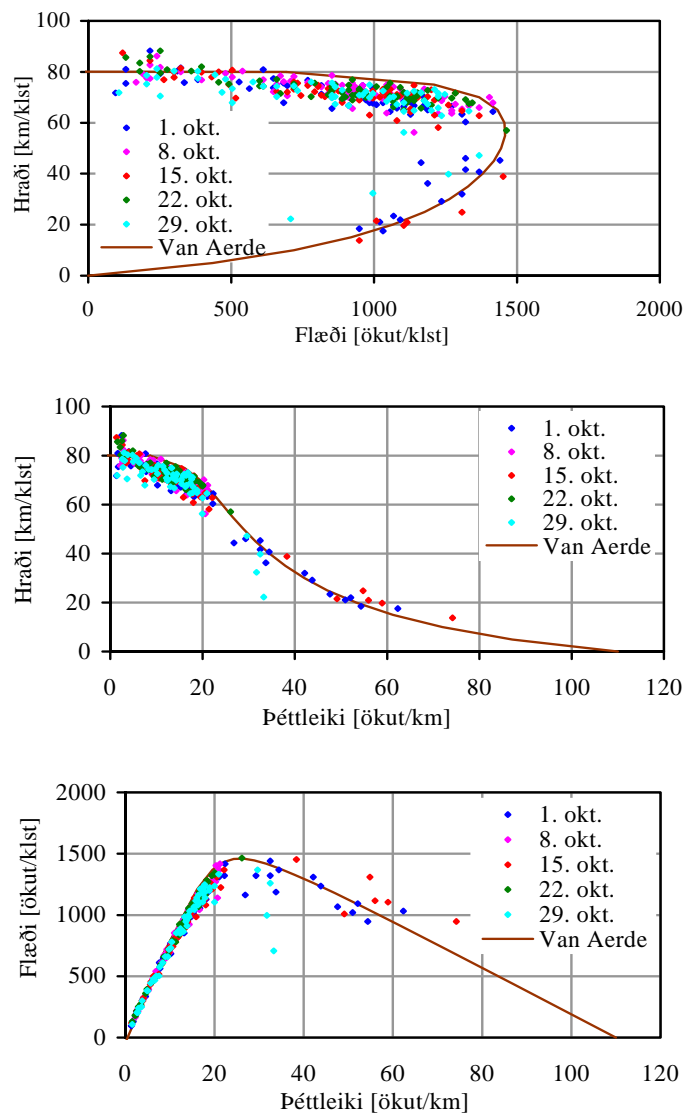 100
80
60
40
20
0
Hraði [km/klst]
1. okt.
8. okt.
15. okt.
22. okt.
29. okt.
Van Aerde
0 500 1000 1500 2000
Flæði [ökut/klst]
100
80
60
40
20
0
Hraði [km/klst]
1. okt.
8. okt.
15. okt.
22. okt.
29. okt.
Van Aerde
0 20 40 60 80 100 120
Þéttleiki [ökut/km]
2000
1500
1000
500
0
Flæði [ökut/klst]
1. okt.
8. okt.
15. okt.
22. okt.
29. okt.
Van Aerde
0 20 40 60 80 100 120
Þéttleiki [ökut/km]